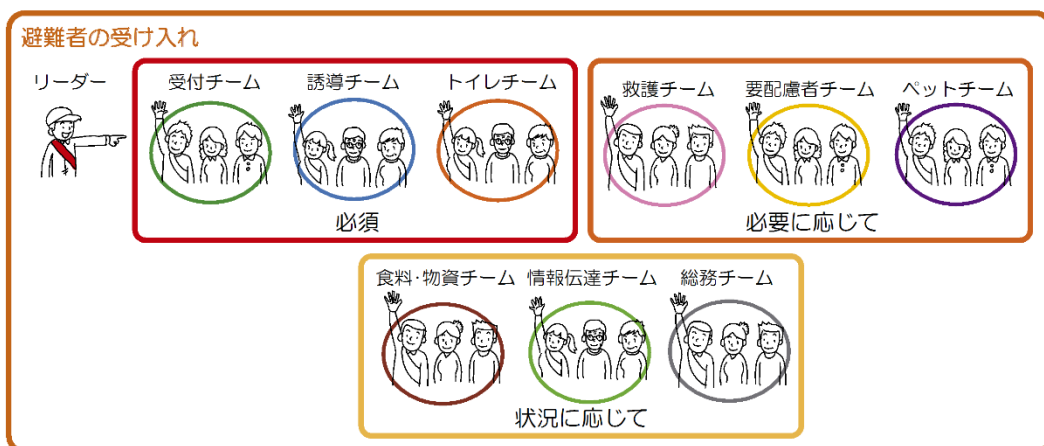 避難者の受け入れ
リーダー
受付チーム
誘導チーム
トイレチーム
必須
救護チーム
要配慮者チーム
ペットチーム
必要に応じて
食料・物資チーム
情報伝達チーム
総務チーム
状況に応じて